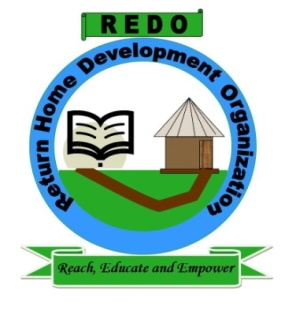 REDO
Return Home Development Organization
Reach, Educate and Empower